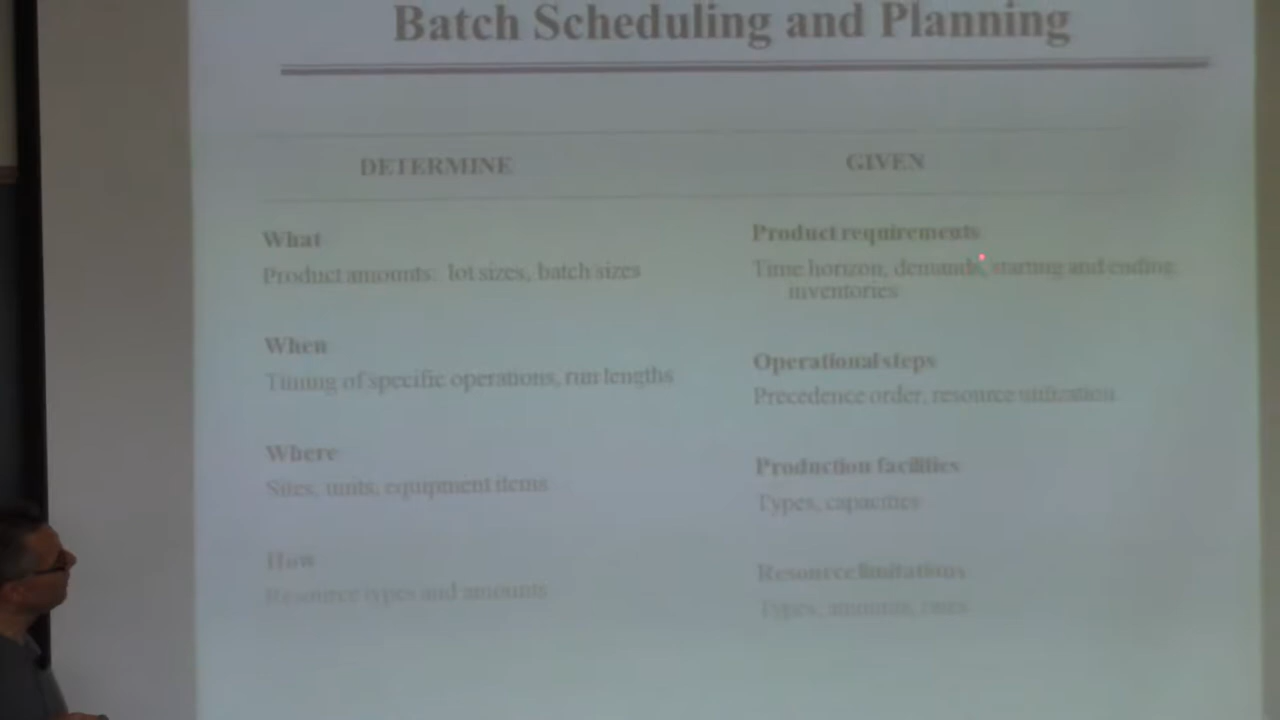 Batch Scheduling and Planning
DETERMINE
GIVEN
What
Product amounts: lot sizes, batch sizes
When
Timing of specific operations, run lengths
Where
Sites, units, equipment items
How
Resource types and amounts
Product requirements
Time horizon, demands, starting and ending
inventories
Operational steps
Precedence order, resource utilization
Production facilities
Types, capacities
Resource limitations
Types, amounts, rates